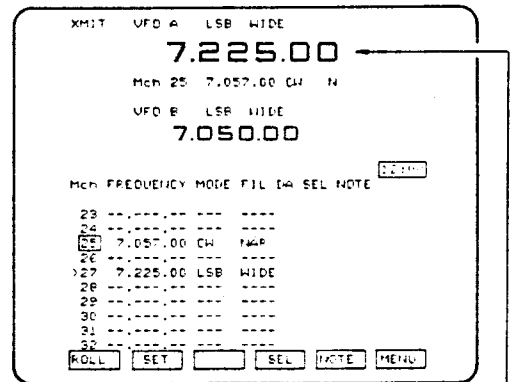 XMIT VFO A LSB WIDE
7.225.00
Mch 25 7.057.00 CW N
VFO B LSB WIDE
7.050.00
Mch FREQUENCY MODE FIL DA SEL NOTE
23 --.---.-- --- ----
24 --.---.-- --- ----
25 7.057.00 CW NAR
26 --.---.-- --- ----
>27 7.225.00 LSB WIDE
28 --.---.-- --- ----
29 --.---.-- --- ----
30 --.---.-- --- ----
31 --.---.-- --- ----
32 --.---.-- --- ----
ROLL SET SEL NOTE MENU